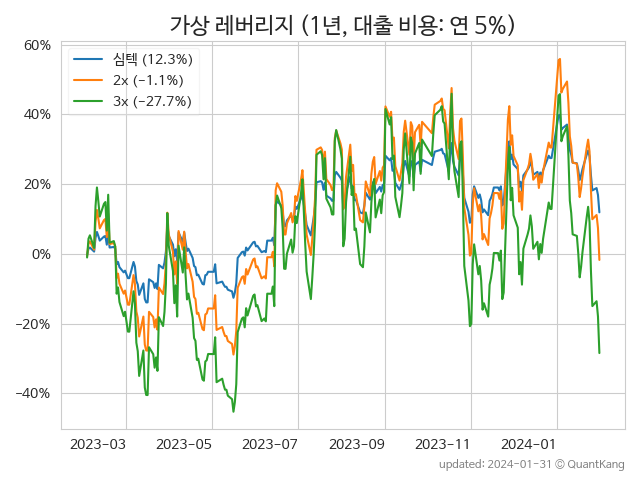 가상 레버리지 (1년, 대출 비용: 연 5%)
60%
40%
20%
0%
−20%
−40%
심텍 (12.3%)
2x (−1.1%)
3x (−27.7%)
2023-03
2023-05
2023-07
2023-09
2023-11
2024-01
updated: 2024-01-31 © QuantKang